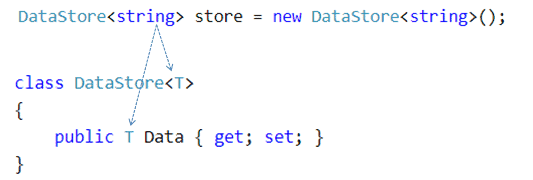 DataStore<string> store = new DataStore<string>();
class DataStore<T>
{
public T Data { get; set; }
}